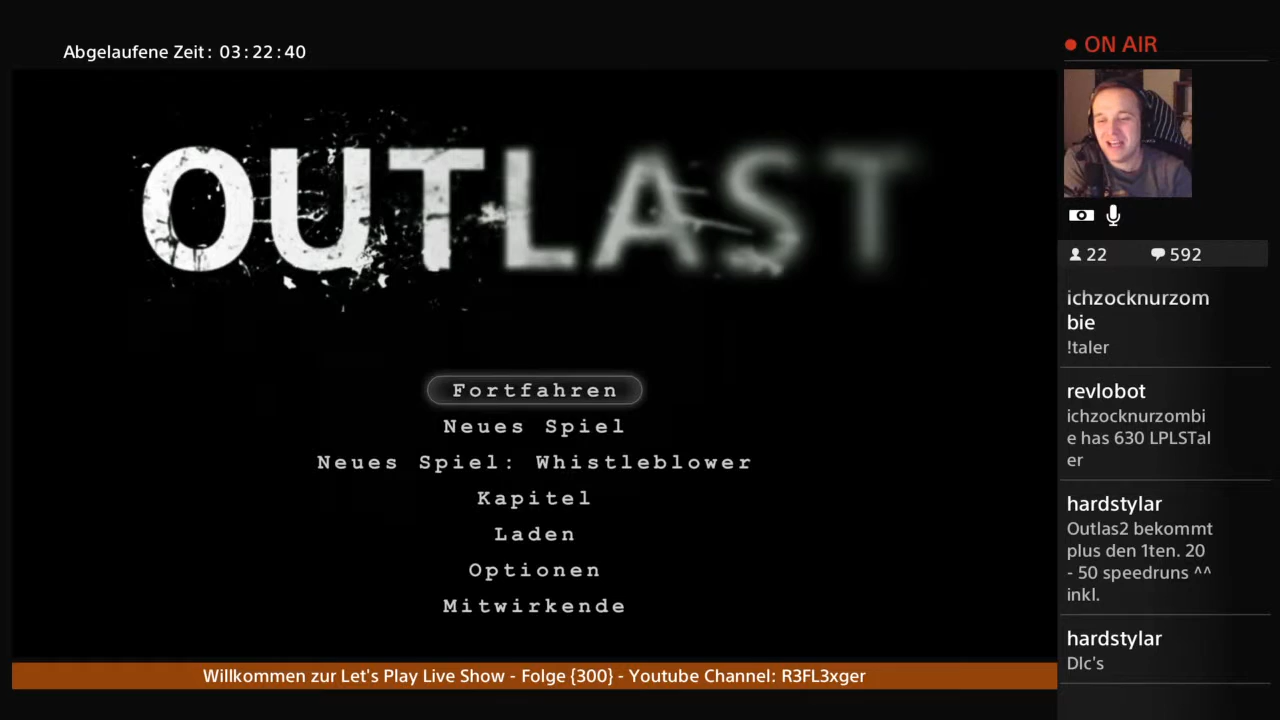 Abgelaufene Zeit: 03:22:40
ON AIR
OUTLAST
22 592
Fortfahren
Neues Spiel
Neues Spiel: Whistleblower
Kapitel
Laden
Optionen
Mitwirkende
ichzocknurzom
bie
!taler
revlobot
ichzocknurzombi
e has 630 LPLSTal
er
hardstylar
Outlas2 bekommt
plus den 1ten. 20
- 50 speedruns ^^
inkl.
hardstylar
Dlc's
Willkommen zur Let's Play Live Show - Folge {300} - Youtube Channel: R3FL3xger